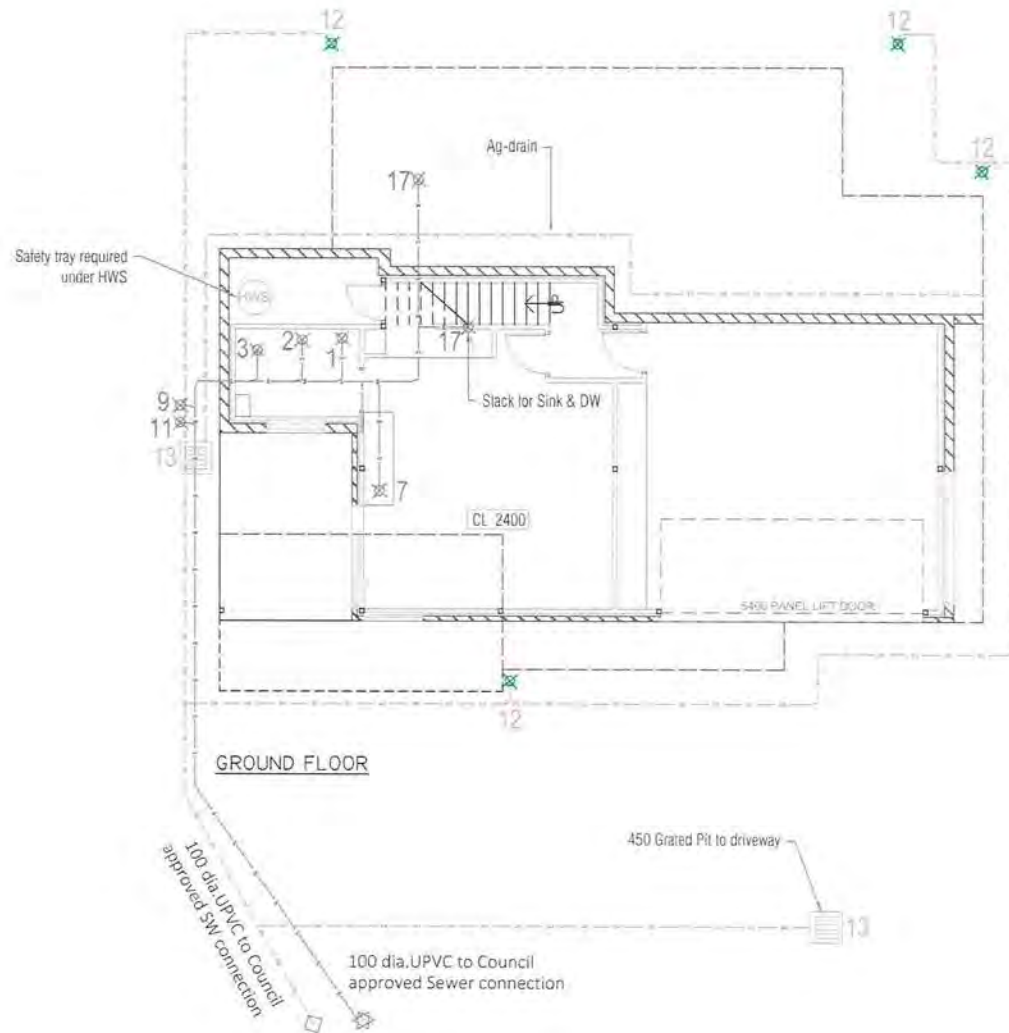 12
12
12
Ag-drain
17
Safety tray required
under HWS
HWS
UP
17
3
2
1
Stack for Sink & DW
9
11
13
7
CL 2400
5400 PANEL LIFT DOOR
12
GROUND FLOOR
450 Grated Pit to driveway
13
100 dia.UPVC to Council
approved SW connection
100 dia.UPVC to Council
approved Sewer connection